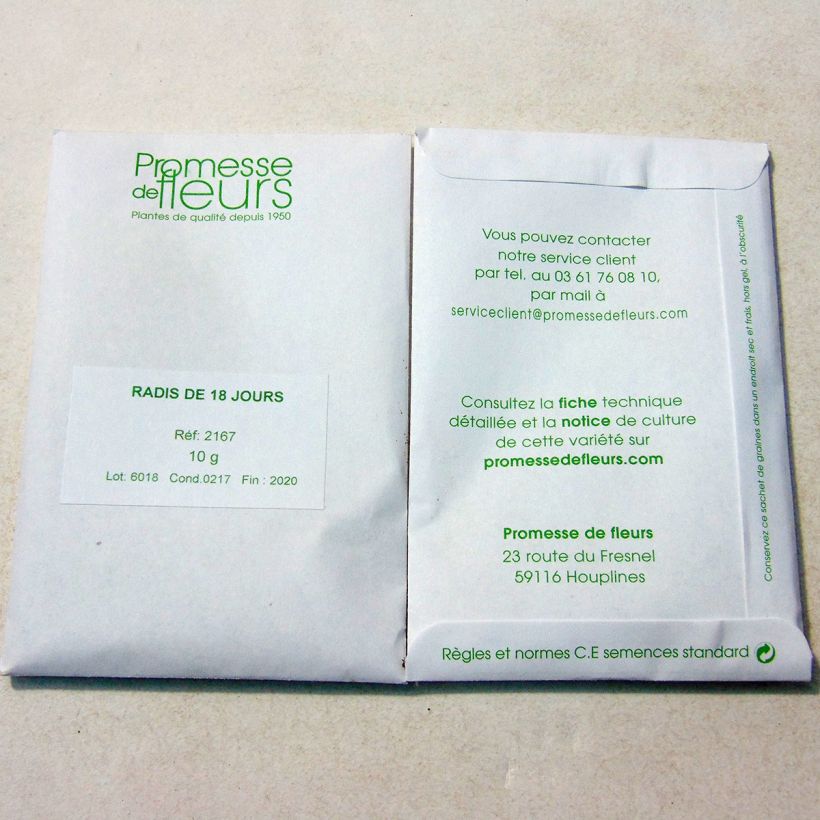 Promesse
de fleurs
Plantes de qualité depuis 1950
RADIS DE 18 JOURS
Réf: 2167
10 g
Lot: 6018 Cond.0217 Fin : 2020
Vous pouvez contacter
notre service client
par tel. au 03 61 76 08 10,
par mail à
serviceclient@promessedefleurs.com
Consultez la fiche technique
détaillée et la notice de culture
de cette variété sur
promessedefleurs.com
Promesse de fleurs
23 route du Fresnel
59116 Houplines
Conservez ce sachet de graines dans un endroit sec et frais, hors gel, à l'obscurité
Règles et normes C.E semences standard